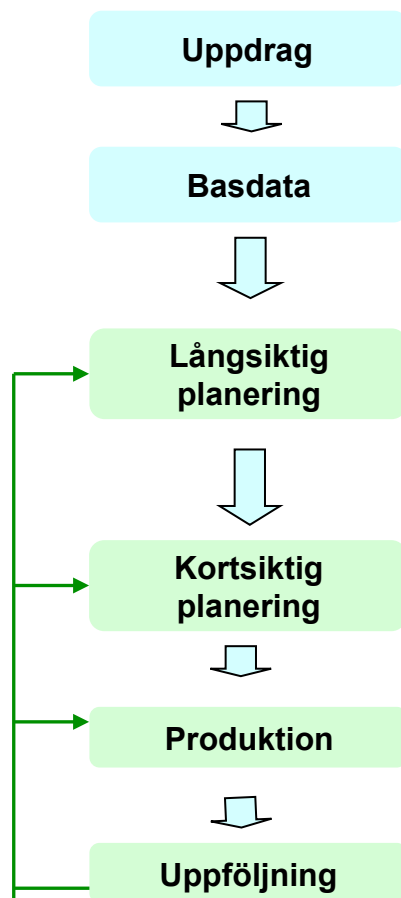 Uppdrag
Basdata
Långsiktig
planering
Kortsiktig
planering
Produktion
Uppföljning